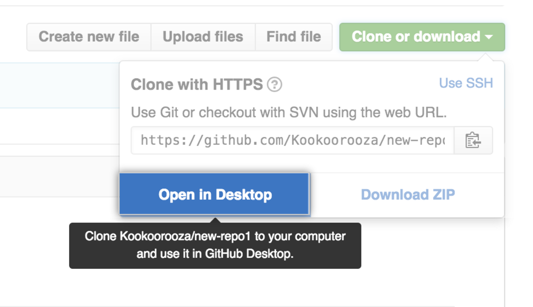 Create new file Upload files Find file Clone or download
Clone with HTTPS ? Use SSH
Use Git or checkout with SVN using the web URL.
https://github.com/Kookoorooza/new-repo
Open in Desktop Download ZIP
Clone Kookoorooza/new-repo1 to your computer
and use it in GitHub Desktop.